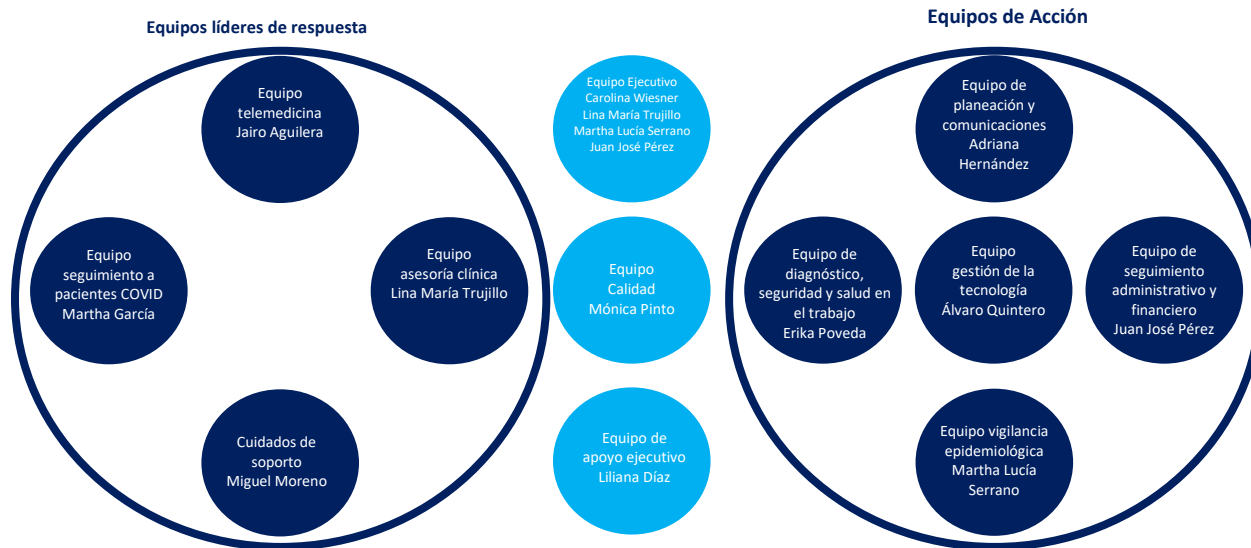 Equipos líderes de respuesta
Equipo
telemedicina
Jairo Aguilera
Equipo
seguimiento a
pacientes COVID
Martha García
Equipo
asesoría clínica
Lina María Trujillo
Cuidados de
soporto
Miguel Moreno
Equipo Ejecutivo
Carolina Wiesner
Lina María Trujillo
Martha Lucía Serrano
Juan José Pérez
Equipo
Calidad
Mónica Pinto
Equipo de
apoyo ejecutivo
Liliana Díaz
Equipos de Acción
Equipo de
planeación y
comunicaciones
Adriana
Hernández
Equipo de
diagnóstico,
seguridad y salud en
el trabajo
Erika Poveda
Equipo
gestión de la
tecnología
Álvaro Quintero
Equipo de
seguimiento
administrativo y
financiero
Juan José Pérez
Equipo vigilancia
epidemiológica
Martha Lucía
Serrano